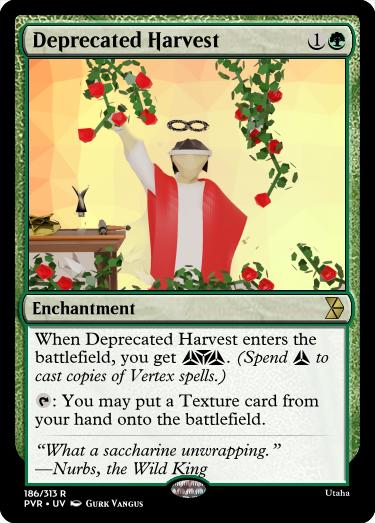 Deprecated Harvest 1
Enchantment
When Deprecated Harvest enters the
battlefield, you get . (Spend to
cast copies of Vertex spells.)
: You may put a Texture card from
your hand onto the battlefield.
“What a saccharine unwrapping.”
—Nurbs, the Wild King
186/313 R Utaha
PVR • UV Gurk Vangus